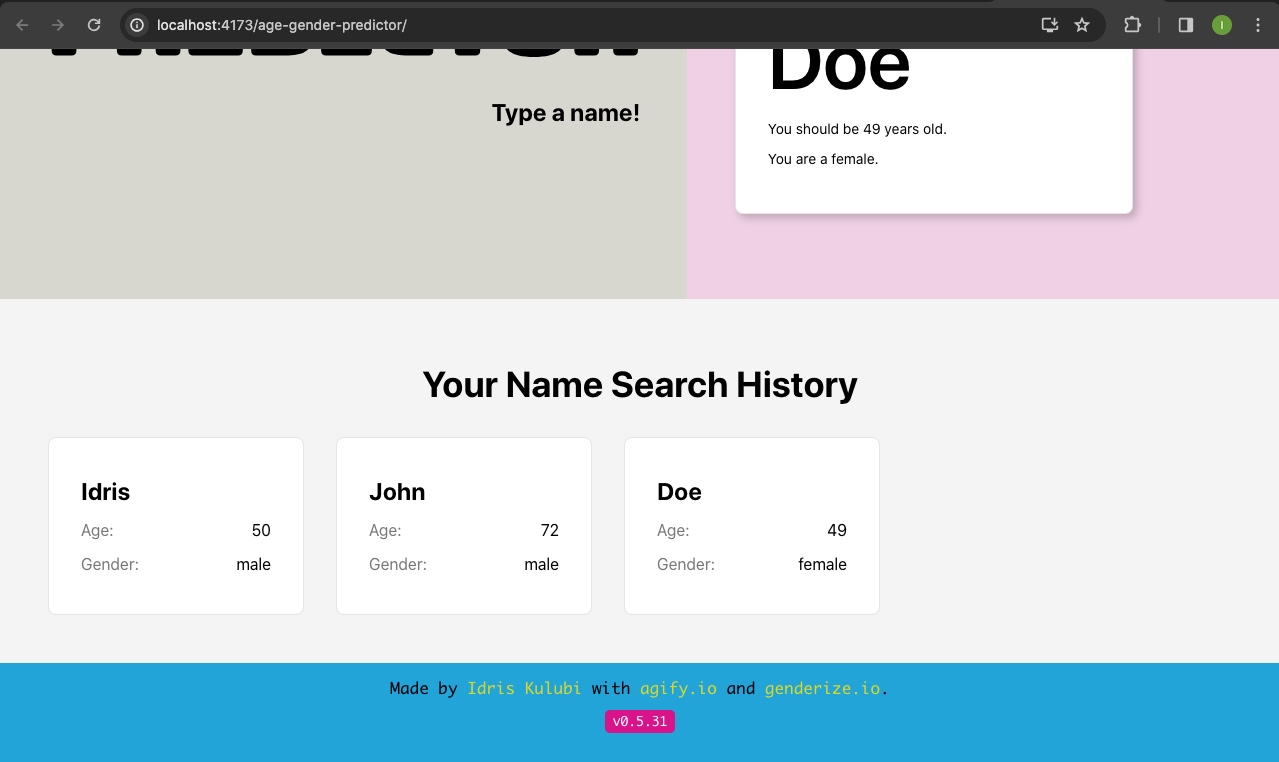 localhost:4173/age-gender-predictor/
I
Type a name!
Doe
You should be 49 years old.
You are a female.
Your Name Search History
Idris
Age: 50
Gender: male
John
Age: 72
Gender: male
Doe
Age: 49
Gender: female
Made by Idris Kulubi with agify.io and genderize.io.
v0.5.31